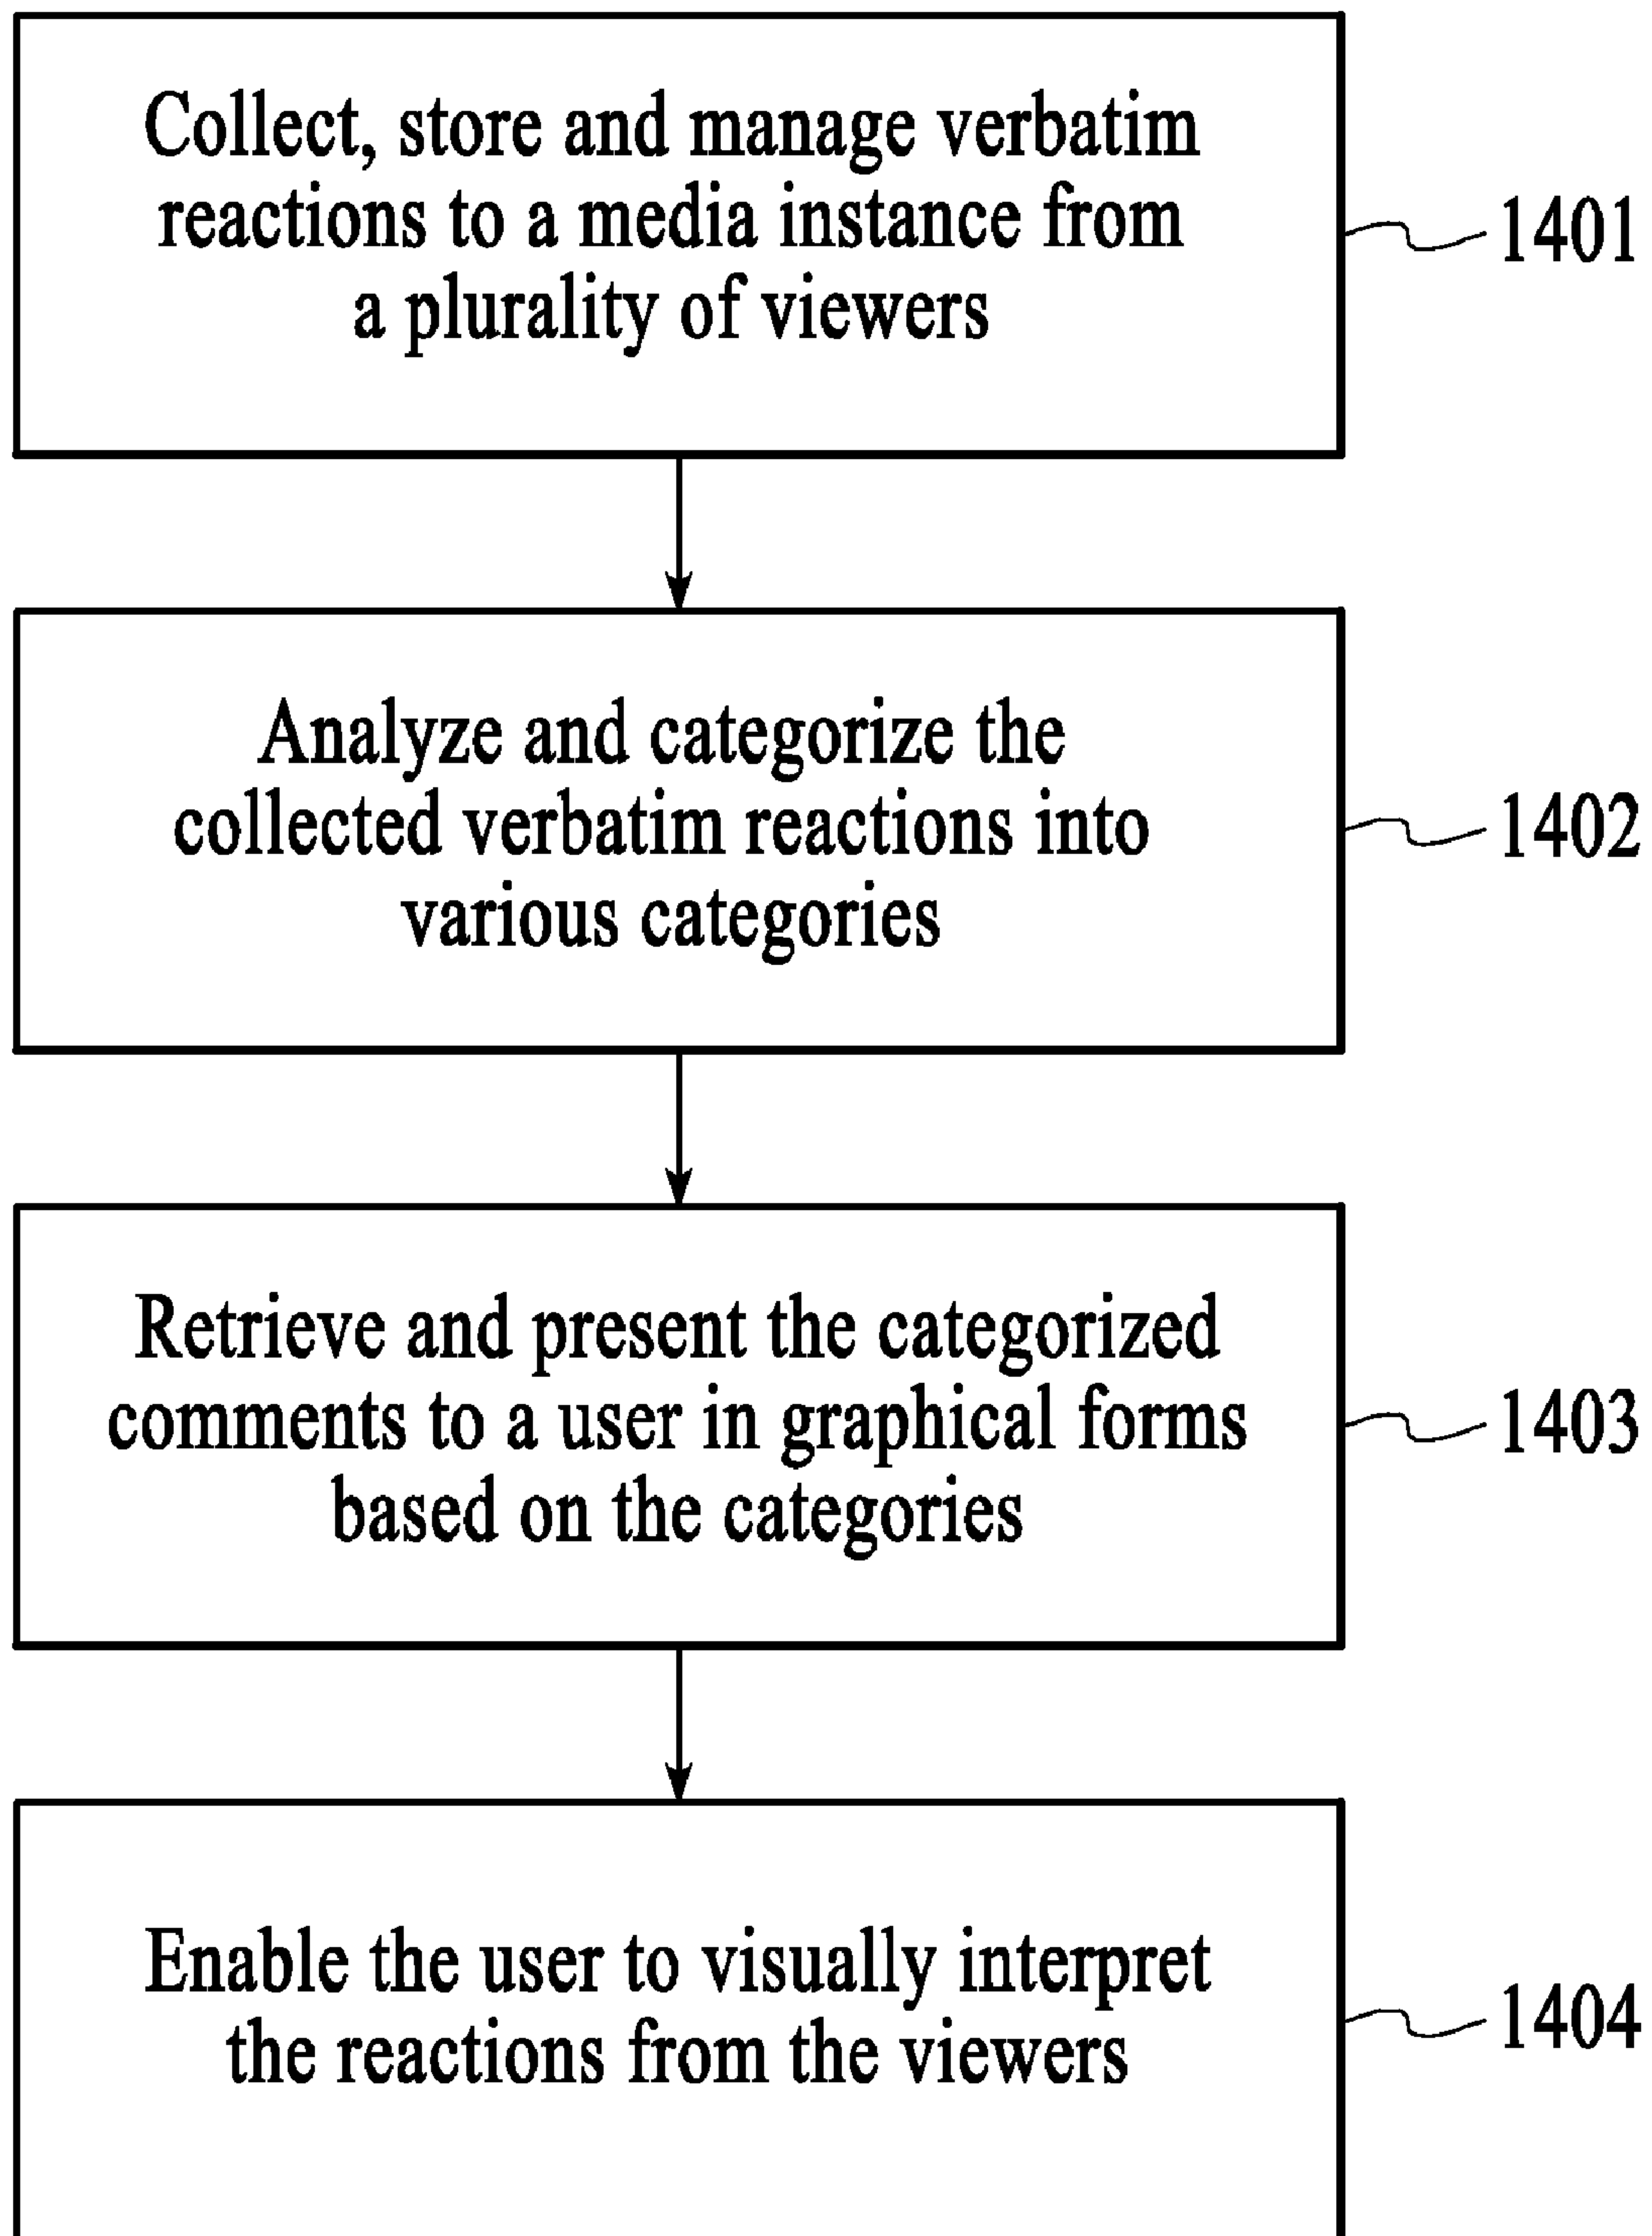 Collect, store and manage verbatim
reactions to a media instance from
a plurality of viewers
1401
Analyze and categorize the
collected verbatim reactions into
various categories
1402
Retrieve and present the categorized
comments to a user in graphical forms
based on the categories
1403
Enable the user to visually interpret
the reactions from the viewers
1404